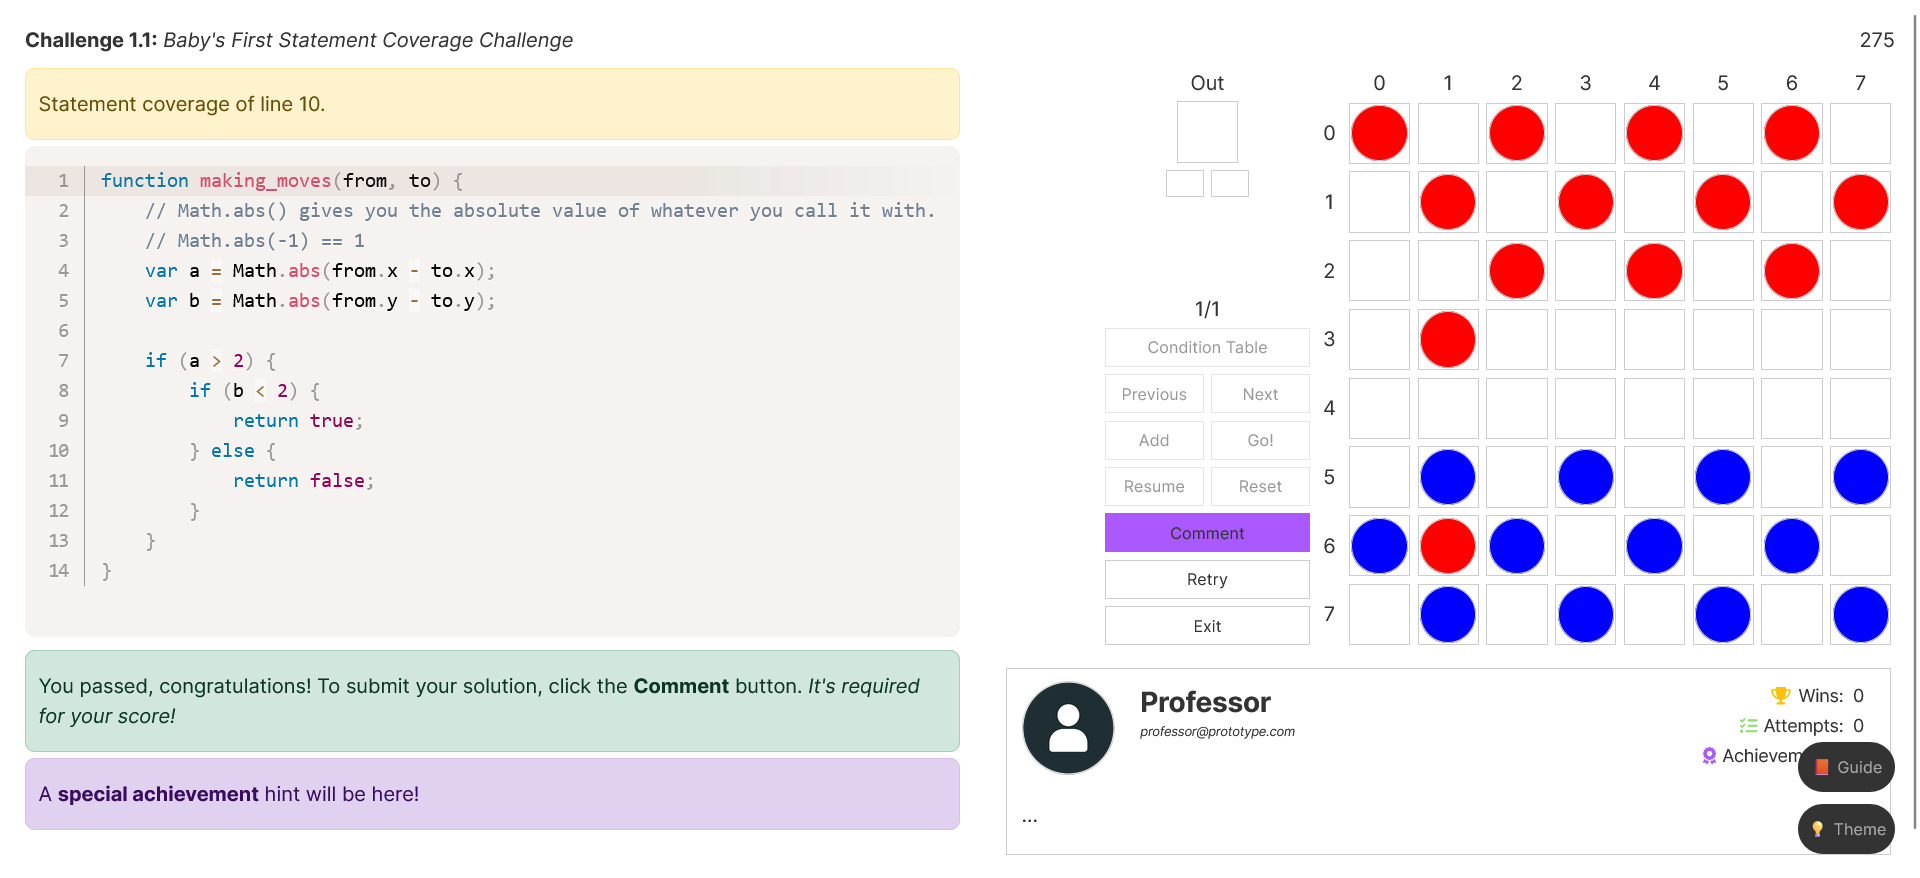 Challenge 1.1: Baby's First Statement Coverage Challenge
275
Statement coverage of line 10.
1 function making_moves(from, to) {
2 // Math.abs() gives you the absolute value of whatever you call it with.
3 // Math.abs(-1) == 1
4 var a = Math.abs(from.x - to.x);
5 var b = Math.abs(from.y - to.y);
6
7 if (a > 2) {
8 if (b < 2) {
9 return true;
10 } else {
11 return false;
12 }
13 }
14 }
You passed, congratulations! To submit your solution, click the Comment button. It's required
for your score!
A special achievement hint will be here!
Out
1/1
Condition Table
Previous Next
Add Go!
Resume Reset
Comment
Retry
Exit
0 1 2 3 4 5 6 7
0
1
2
3
4
5
6
7
Professor
professor@prototype.com
Wins: 0
Attempts: 0
...
Guide
Theme